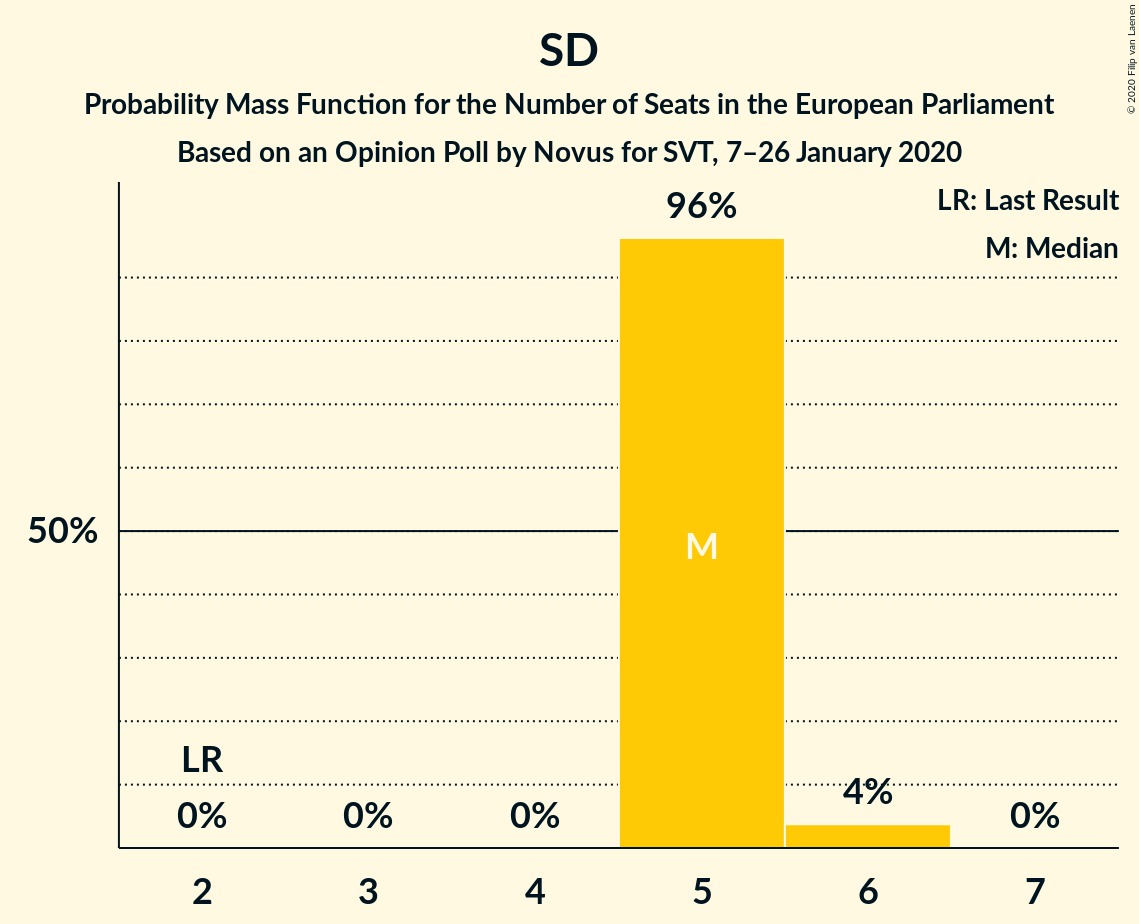 SD
Probability Mass Function for the Number of Seats in the European Parliament
Based on an Opinion Poll by Novus for SVT, 7–26 January 2020
© 2020 Filip van Laenen
LR: Last Result
M: Median
96%
50%
M
LR
0% 0% 0% 4% 0%
2 3 4 5 6 7